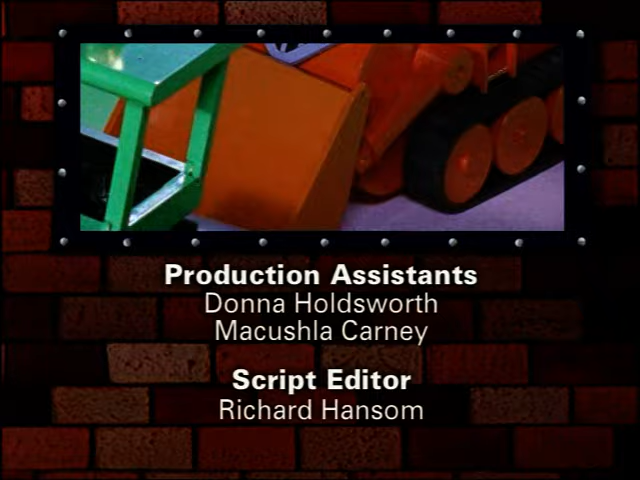 Production Assistants
Donna Holdsworth
Macushla Carney
Script Editor
Richard Hansom